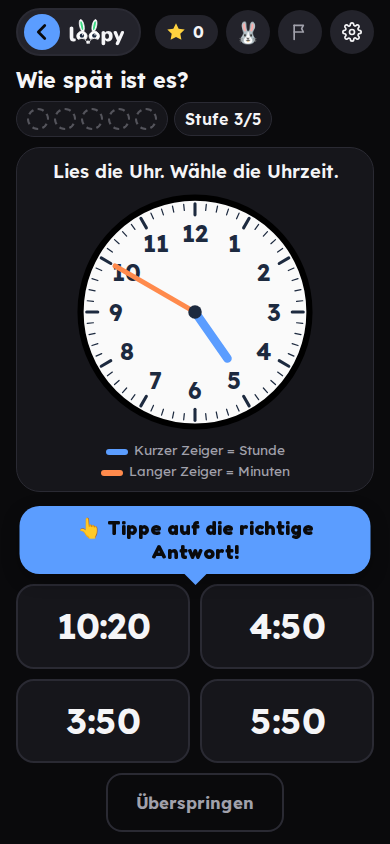 loopy
0
Wie spät ist es?
Stufe 3/5
Lies die Uhr. Wähle die Uhrzeit.
12
11
1
10
2
9
3
8
4
7
5
6
Kurzer Zeiger = Stunde
Langer Zeiger = Minuten
👆 Tippe auf die richtige
Antwort!
10:20
4:50
3:50
5:50
Überspringen